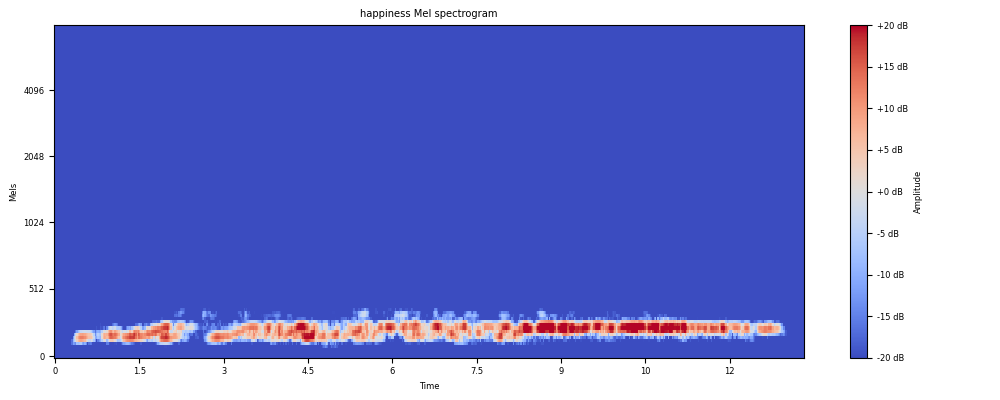 happiness Mel spectrogram
Mels
4096
2048
1024
512
0
0 1.5 3 4.5 6 7.5 9 10 12
Time
+20 dB
+15 dB
+10 dB
+5 dB
+0 dB
-5 dB
-10 dB
-15 dB
-20 dB
Amplitude